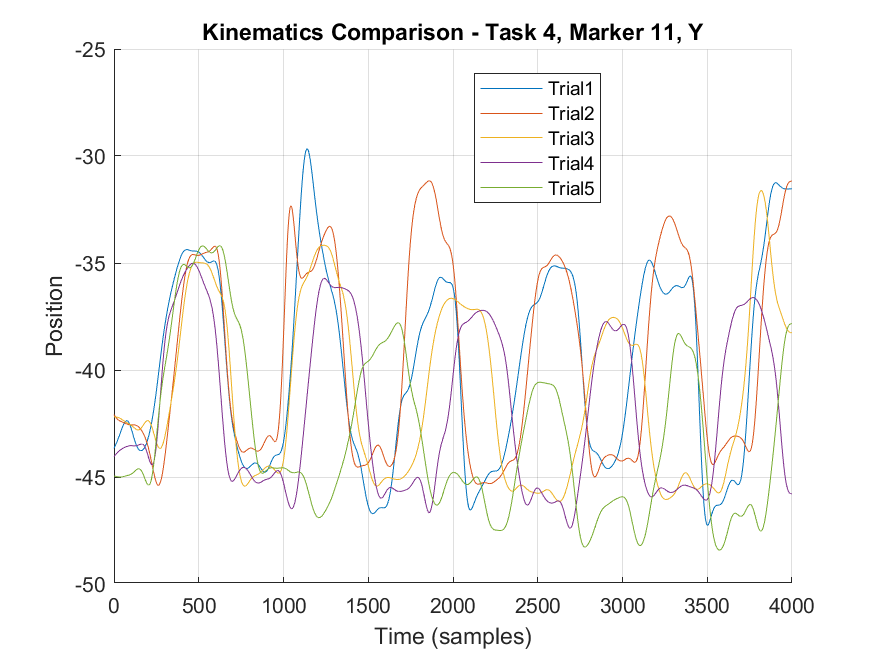 Kinematics Comparison - Task 4, Marker 11, Y
-25
-30
-35
-40
-45
-50
Position
Trial1
Trial2
Trial3
Trial4
Trial5
0 500 1000 1500 2000 2500 3000 3500 4000
Time (samples)